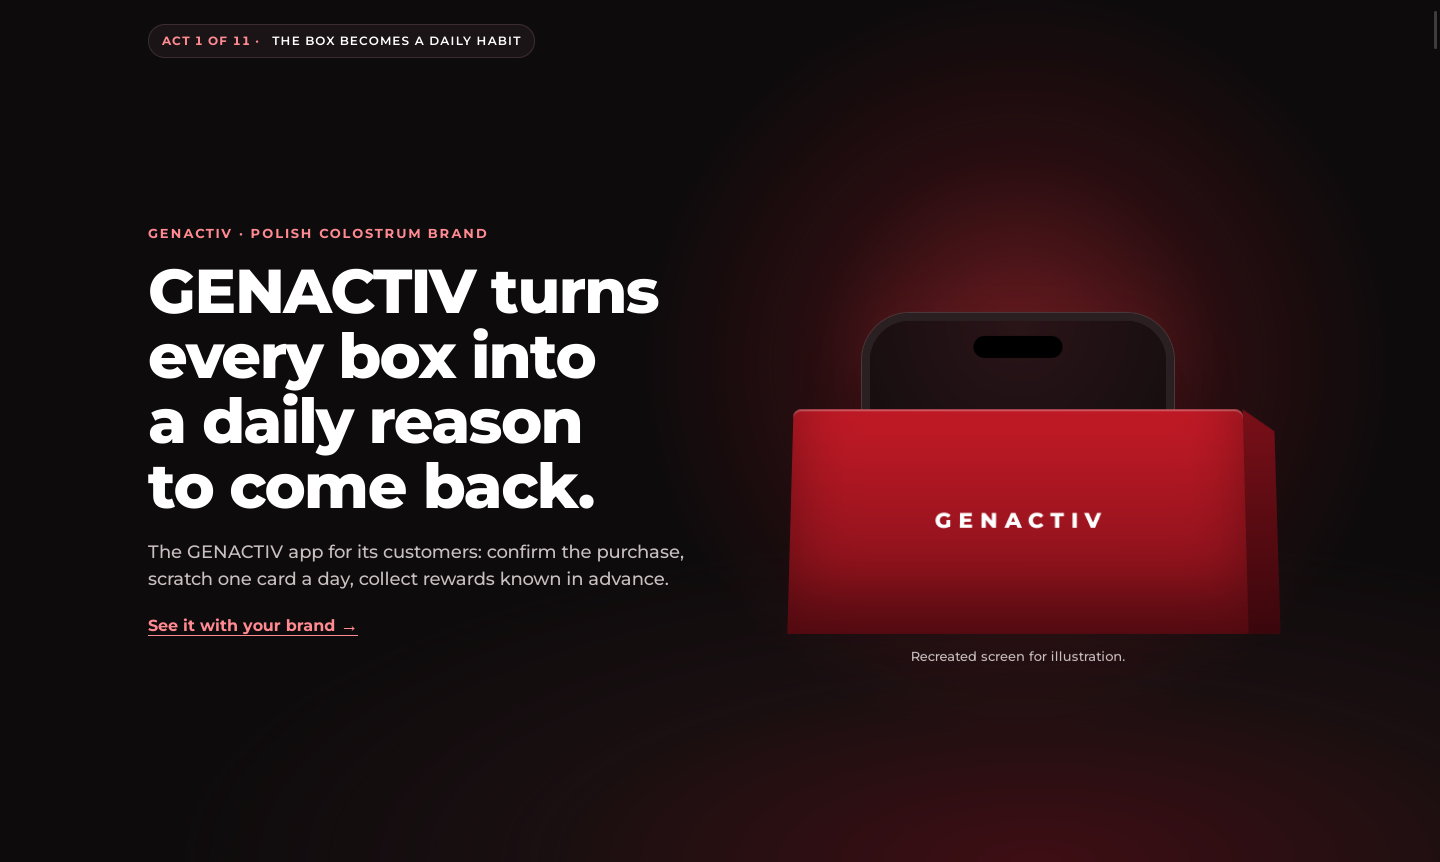 ACT 1 OF 11 · THE BOX BECOMES A DAILY HABIT
GENACTIV · POLISH COLOSTRUM BRAND
GENACTIV turns
every box into
a daily reason
to come back.
The GENACTIV app for its customers: confirm the purchase,
scratch one card a day, collect rewards known in advance.
See it with your brand →
GENACTIV
Recreated screen for illustration.